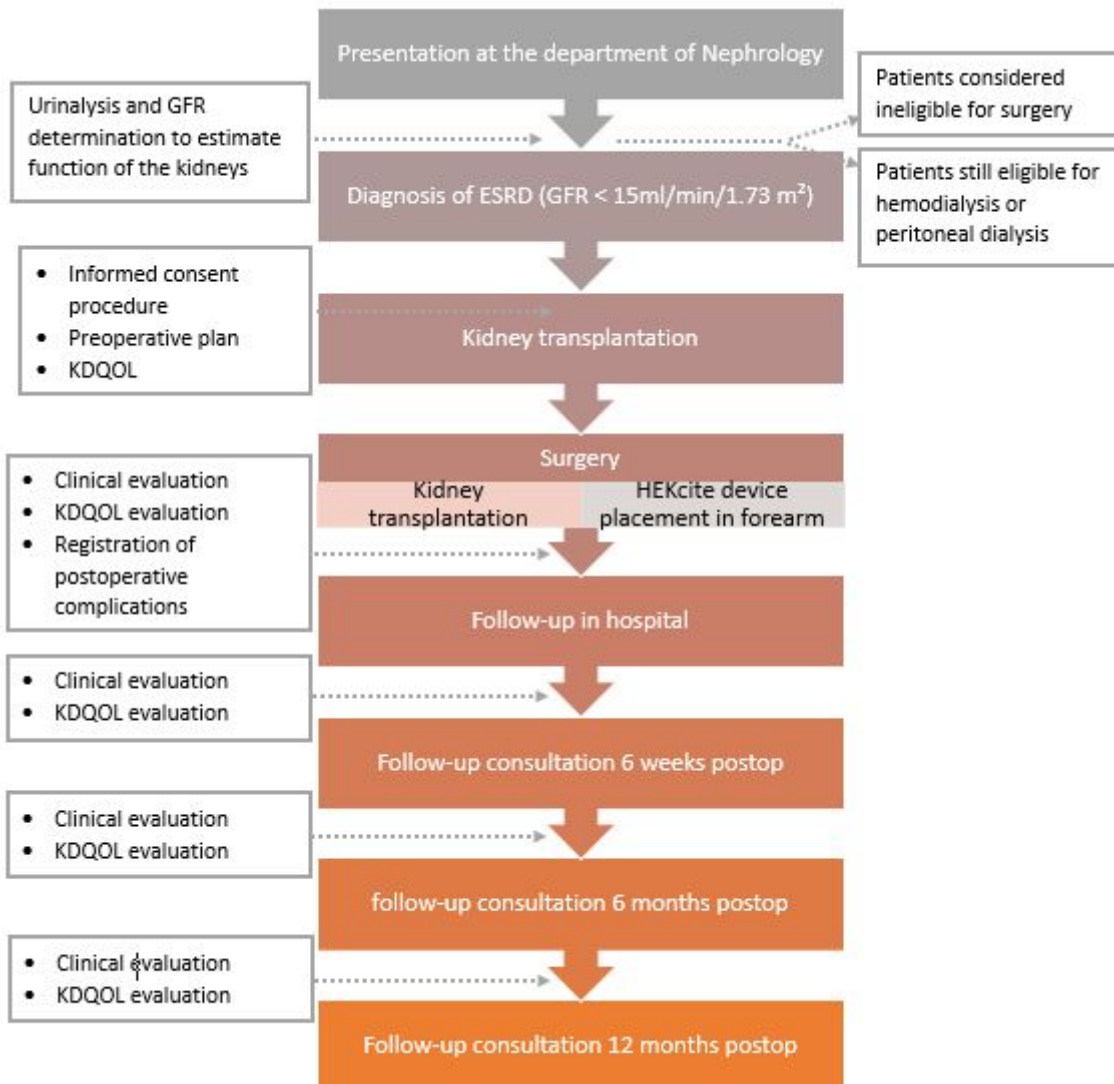 Presentation at the department of Nephrology
Urinalysis and GFR
determination to estimate
function of the kidneys
Patients considered
ineligible for surgery
Patients still eligible for
hemodialysis or
peritoneal dialysis
Diagnosis of ESRD (GFR < 15ml/min/1.73 m²)
• Informed consent
procedure
• Preoperative plan
• KDQOL
Kidney transplantation
Surgery
Kidney
transplantation
HEKcite device
placement in forearm
• Clinical evaluation
• KDQOL evaluation
• Registration of
postoperative
complications
Follow-up in hospital
• Clinical evaluation
• KDQOL evaluation
Follow-up consultation 6 weeks postop
• Clinical evaluation
• KDQOL evaluation
follow-up consultation 6 months postop
• Clinical evaluation
• KDQOL evaluation
Follow-up consultation 12 months postop